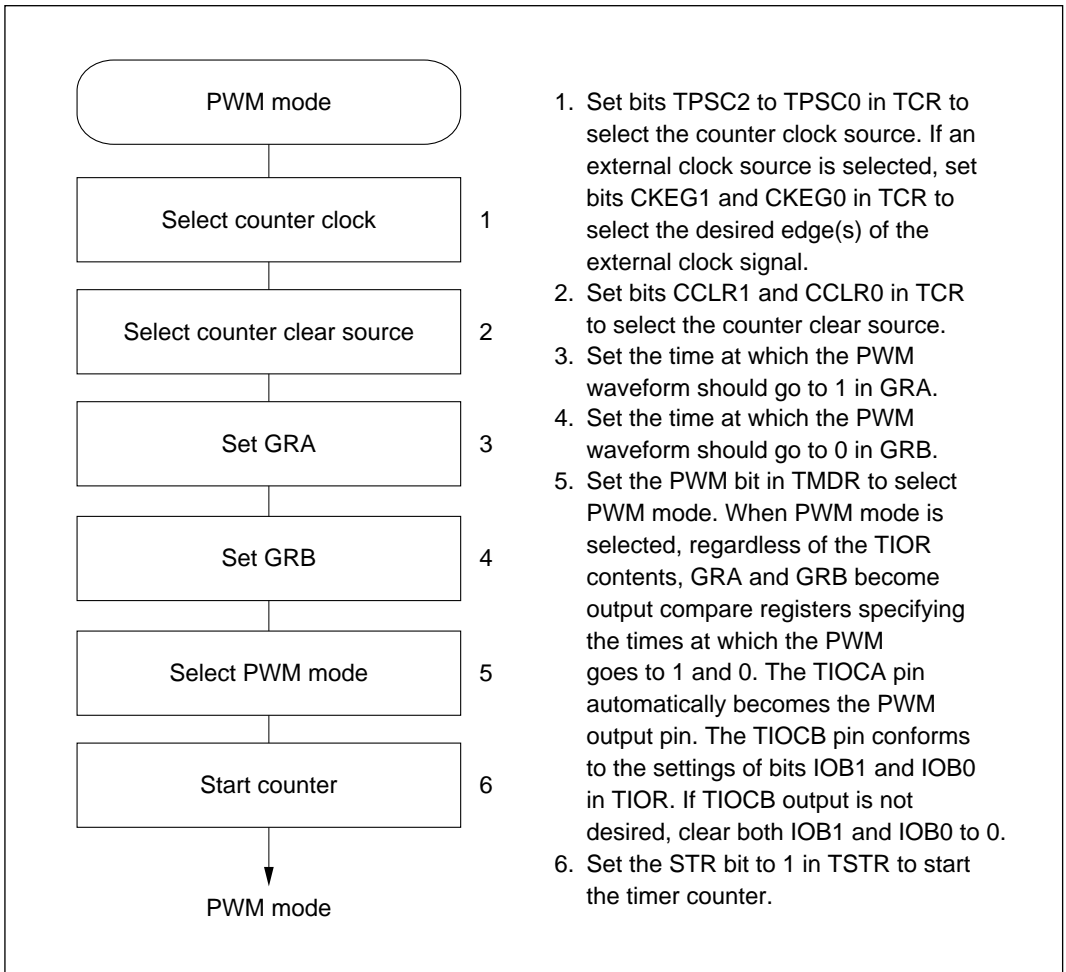 PWM mode
Select counter clock 1
Select counter clear source 2
Set GRA 3
Set GRB 4
Select PWM mode 5
Start counter 6
PWM mode
1. Set bits TPSC2 to TPSC0 in TCR to
select the counter clock source. If an
external clock source is selected, set
bits CKEG1 and CKEG0 in TCR to
select the desired edge(s) of the
external clock signal.
2. Set bits CCLR1 and CCLR0 in TCR
to select the counter clear source.
3. Set the time at which the PWM
waveform should go to 1 in GRA.
4. Set the time at which the PWM
waveform should go to 0 in GRB.
5. Set the PWM bit in TMDR to select
PWM mode. When PWM mode is
selected, regardless of the TIOR
contents, GRA and GRB become
output compare registers specifying
the times at which the PWM
goes to 1 and 0. The TIOCA pin
automatically becomes the PWM
output pin. The TIOCB pin conforms
to the settings of bits IOB1 and IOB0
in TIOR. If TIOCB output is not
desired, clear both IOB1 and IOB0 to 0.
6. Set the STR bit to 1 in TSTR to start
the timer counter.